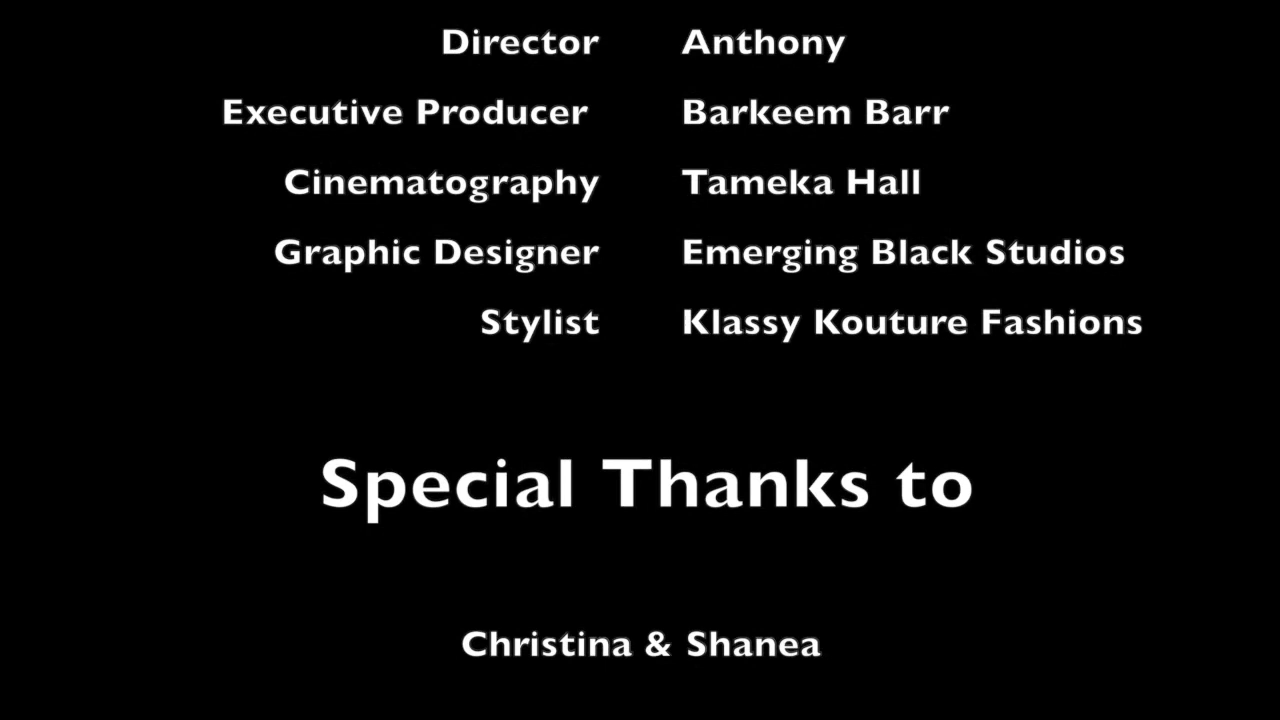 Director Anthony
Executive Producer Barkeem Barr
Cinematography Tameka Hall
Graphic Designer Emerging Black Studios
Stylist Klassy Kouture Fashions
Special Thanks to
Christina & Shanea